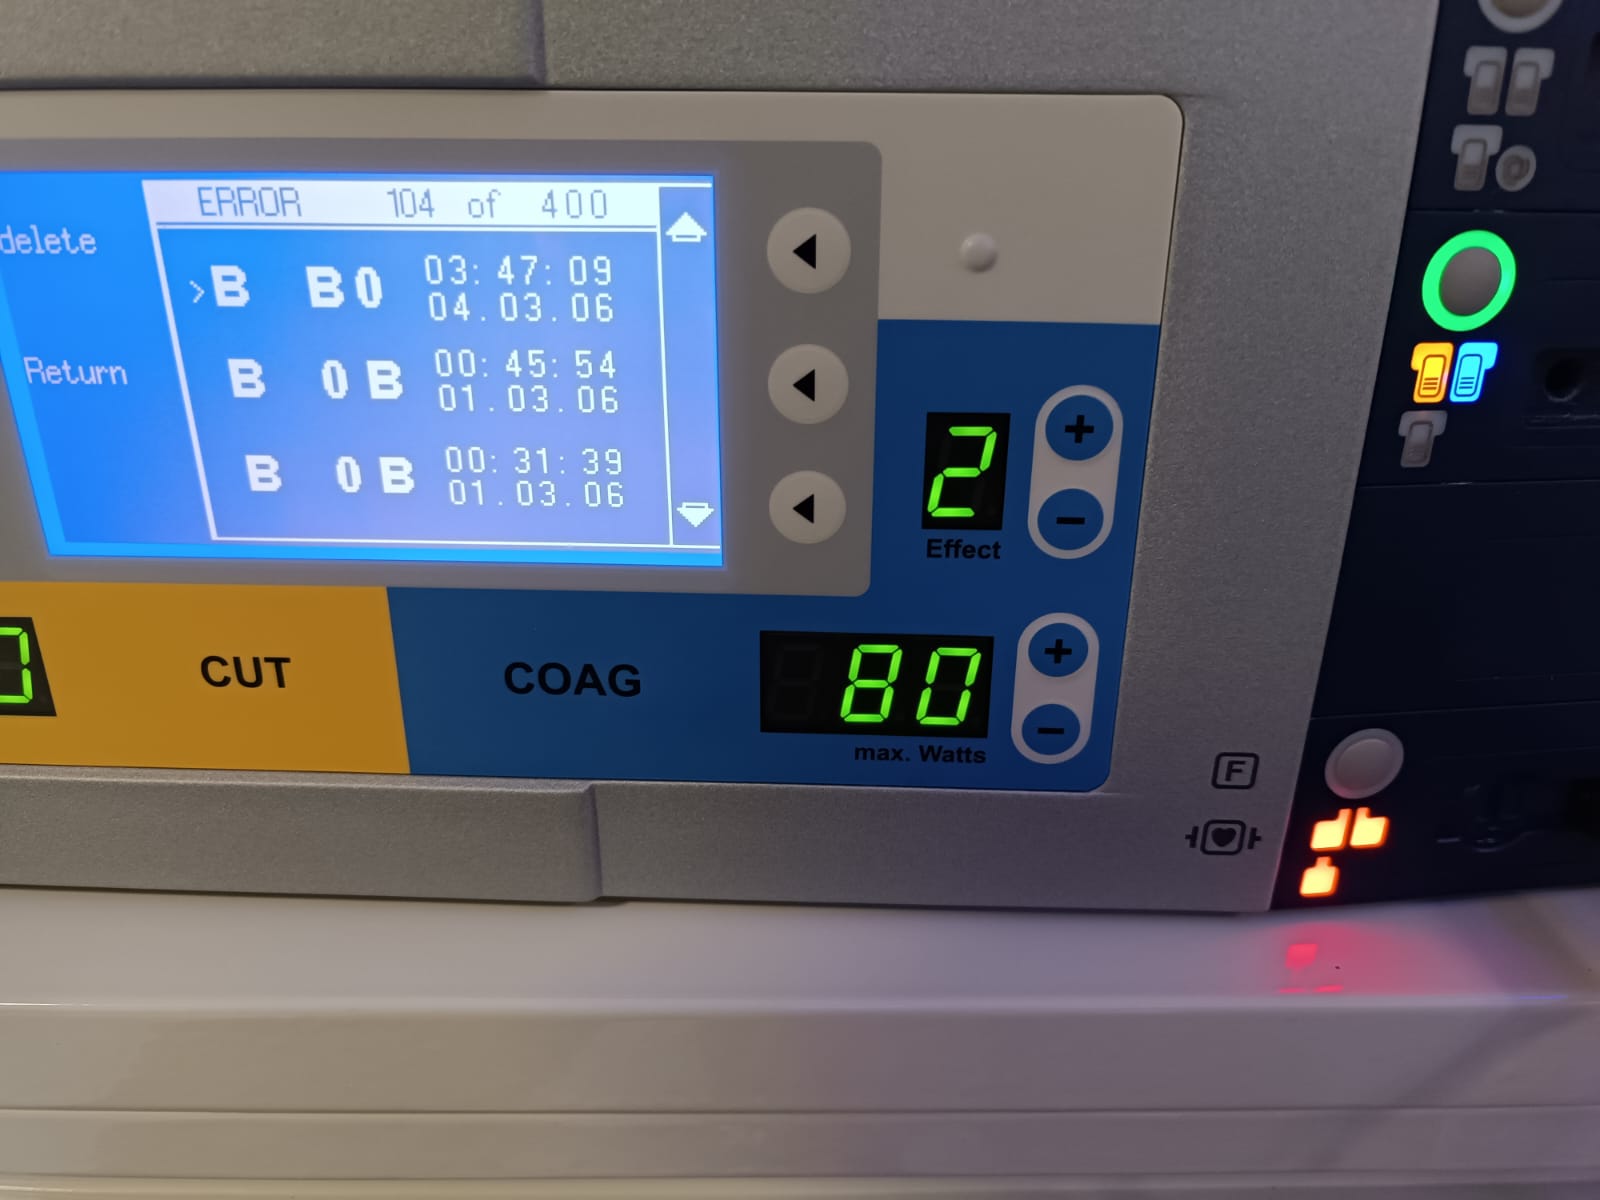 ERROR 104 of 400
delete
>B B0 03:47:09
04.03.06
Return
B 0B 00:45:54
01.03.06
B 0B 00:31:39
01.03.06
2
Effect
CUT
COAG
80
max. Watts
F